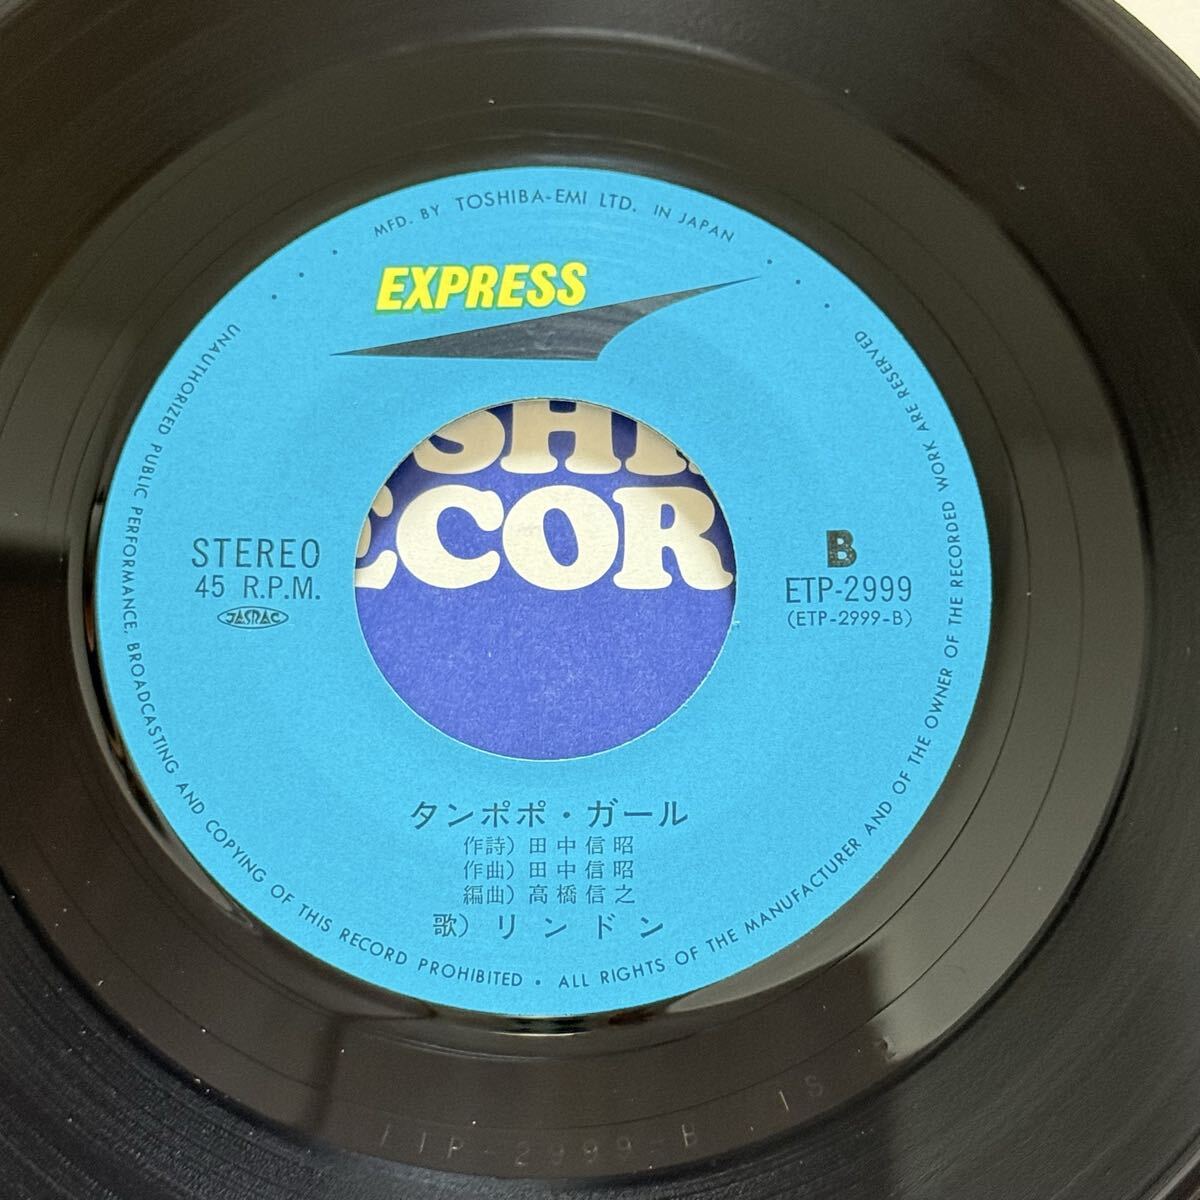 MFD. BY TOSHIBA-EMI LTD. IN JAPAN
EXPRESS
SHI
ECOR
STEREO
45 R.P.M.
JASRAC
B
ETP-2999
(ETP-2999-B)
タンポポ・ガール
作詩）田中信昭
作曲）田中信昭
編曲）高橋信之
歌）リンドン
UNAUTHORIZED PUBLIC PERFORMANCE, BROADCASTING AND COPYING OF THIS RECORD PROHIBITED • ALL RIGHTS OF THE MANUFACTURER AND OF THE OWNER OF THE RECORDED WORK ARE RESERVED
2999-B 1S